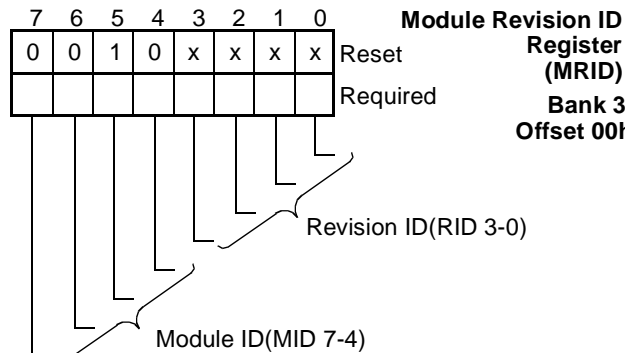 7 6 5 4 3 2 1 0
Module Revision ID
Register
(MRID)
Bank 3
Offset 00h
0 0 1 0 x x x x Reset
Required
Revision ID(RID 3-0)
Module ID(MID 7-4)